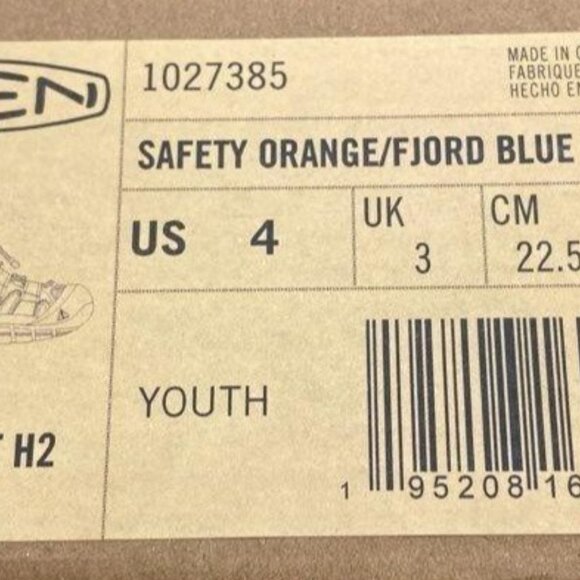 EN
1027385
MADE IN
FABRIQUE
HECHO EN
SAFETY ORANGE/FJORD BLUE
US 4
UK 3
CM 22.5
YOUTH
H2
1 95208 16